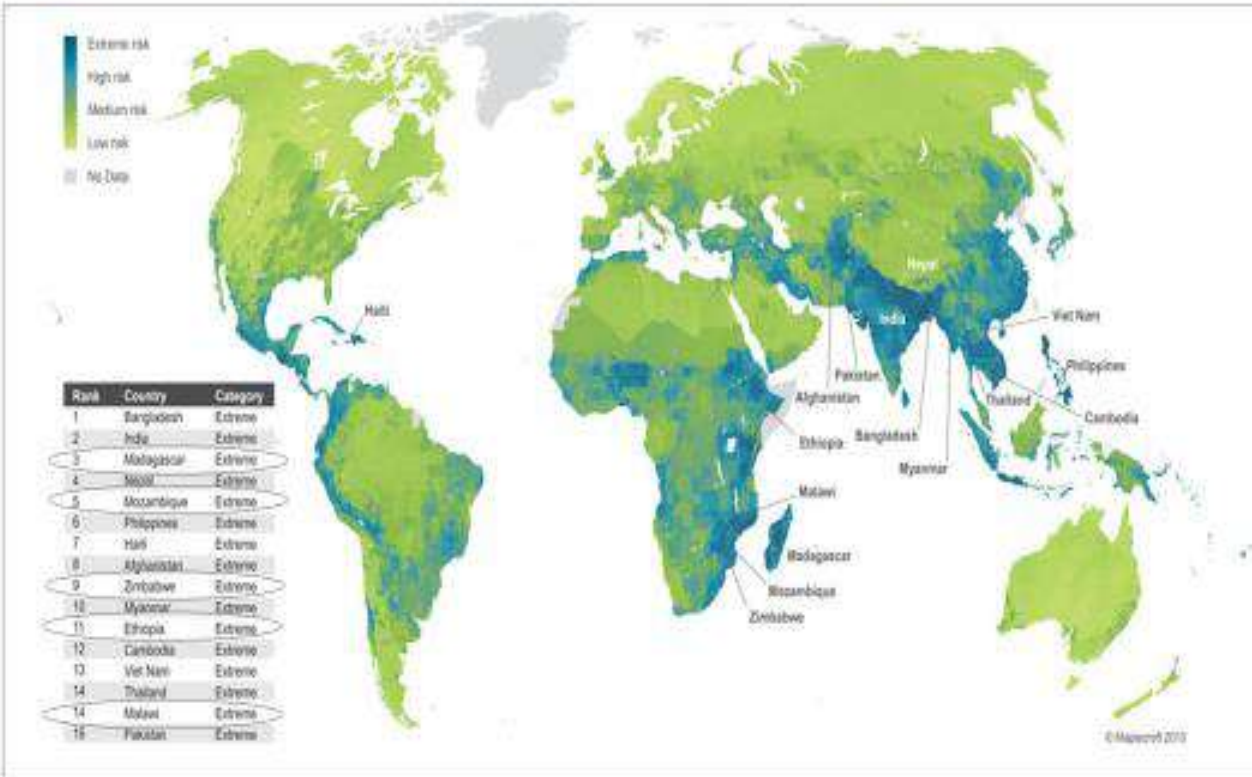 Extreme risk
High risk
Medium risk
Low risk
No Data
Haiti
Nepal
India
Viet Nam
Philippines
Pakistan
Afghanistan
Thailand
Cambodia
Bangladesh
Ethiopia
Myanmar
Malawi
Madagascar
Mozambique
Zimbabwe
Rank Country Category
1 Bangladesh Extreme
2 India Extreme
3 Madagascar Extreme
4 Nepal Extreme
5 Mozambique Extreme
6 Philippines Extreme
7 Haiti Extreme
8 Afghanistan Extreme
9 Zimbabwe Extreme
10 Myanmar Extreme
11 Ethiopia Extreme
12 Cambodia Extreme
13 Viet Nam Extreme
14 Thailand Extreme
14 Malawi Extreme
16 Pakistan Extreme
© Maplecroft 2010